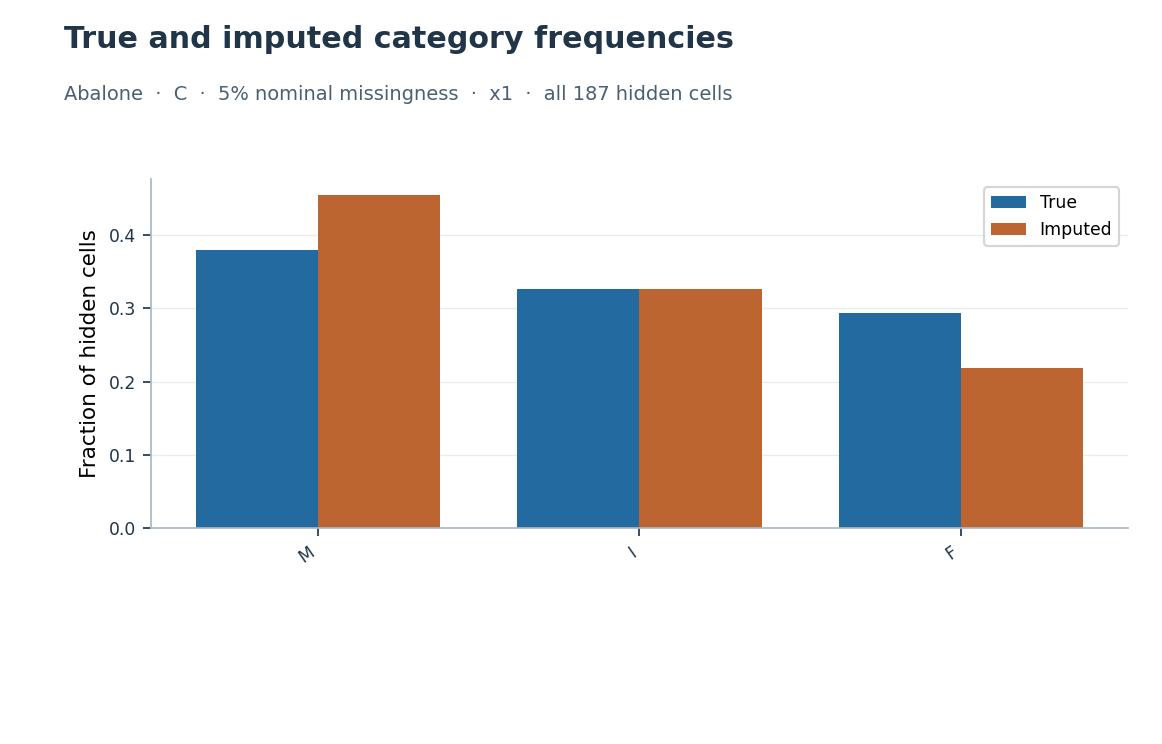 True and imputed category frequencies
Abalone · C · 5% nominal missingness · x1 · all 187 hidden cells
True
Imputed
Fraction of hidden cells
0.4
0.3
0.2
0.1
0.0
M
I
F